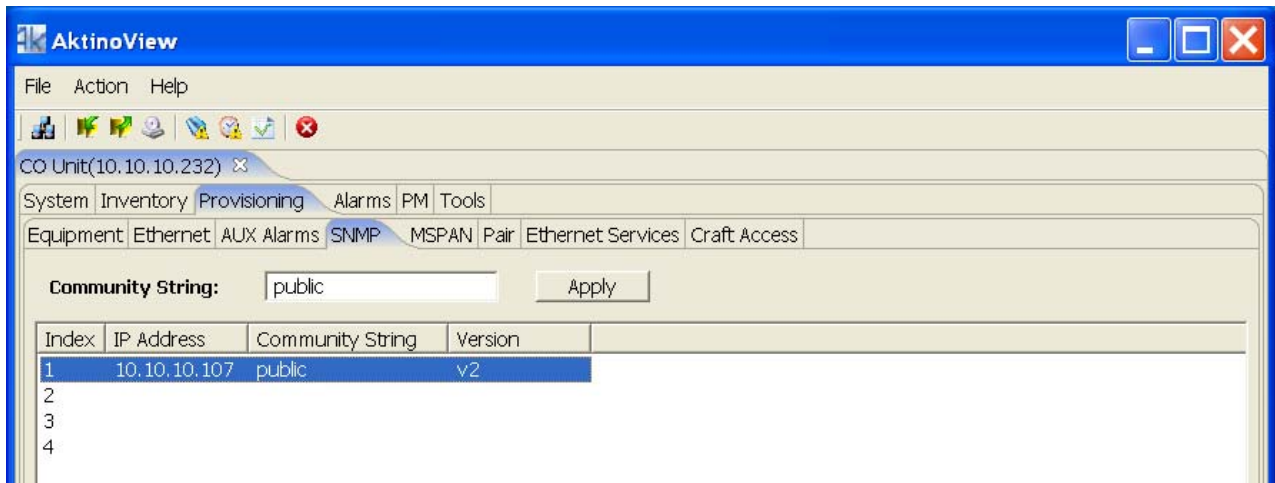 AktinoView
File Action Help
CO Unit(10.10.10.232)
System Inventory Provisioning Alarms PM Tools
Equipment Ethernet AUX Alarms SNMP MSPAN Pair Ethernet Services Craft Access
Community String: public Apply
Index IP Address Community String Version
1 10.10.10.107 public v2
2
3
4